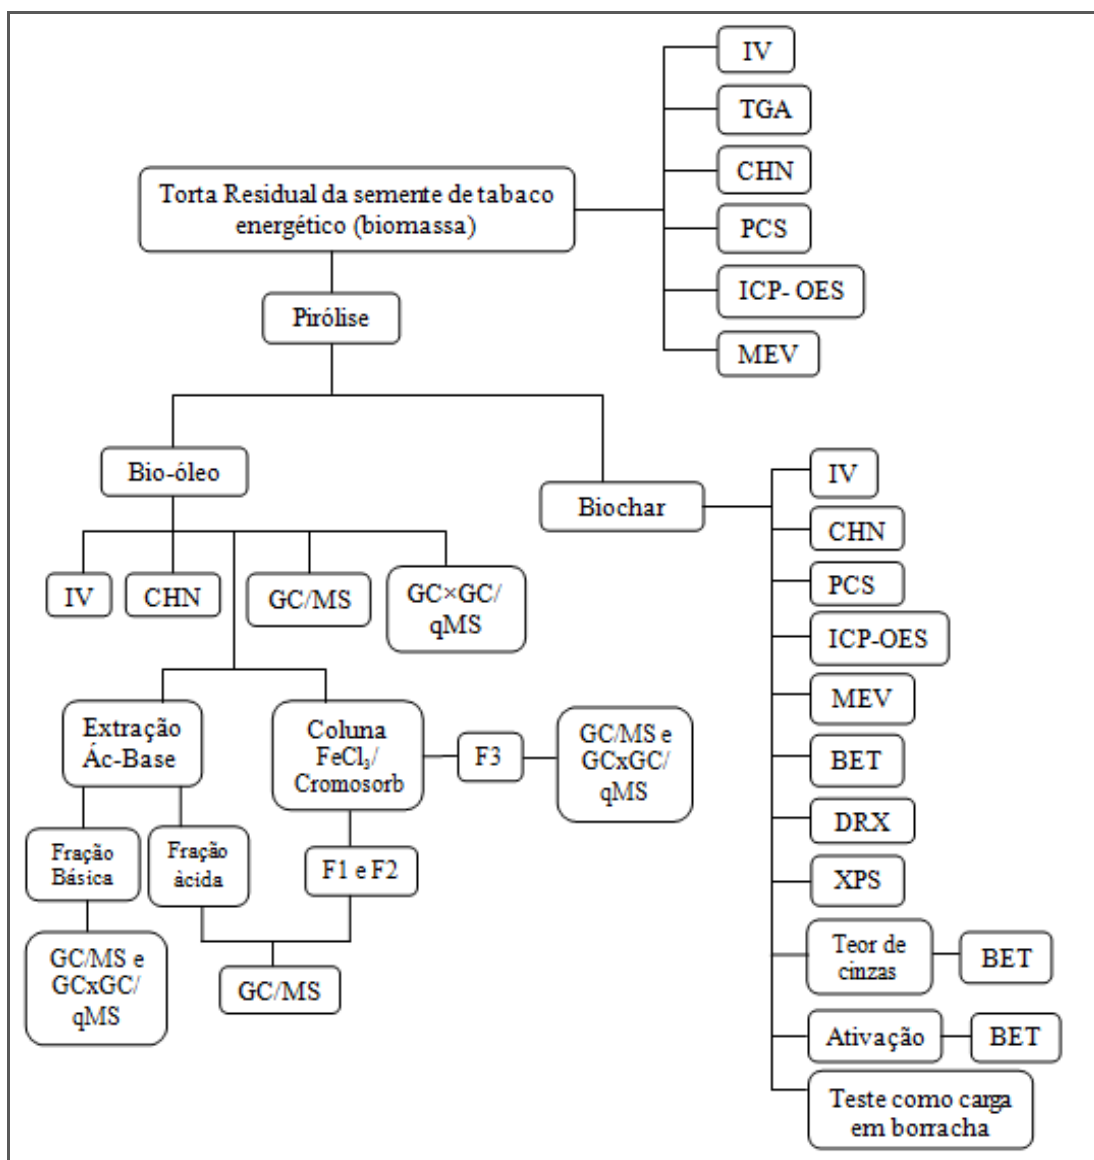 IV
TGA
CHN
Torta Residual da semente de tabaco
energético (biomassa)
PCS
ICP- OES
Pirólise
MEV
Bio-óleo
IV
Biochar
CHN
IV
CHN
GC/MS
GC×GC/
qMS
PCS
ICP-OES
MEV
Extração
Ác-Base
Coluna
FeCl₃/
Cromosorb
F3
GC/MS e
GCxGC/
qMS
BET
DRX
Fração
Básica
Fração
àcida
F1 e F2
XPS
Teor de
cinzas
BET
GC/MS e
GCxGC/
qMS
GC/MS
Ativação
BET
Teste como carga
em borracha